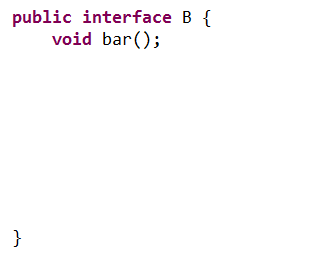 public interface B {
    void bar();
}